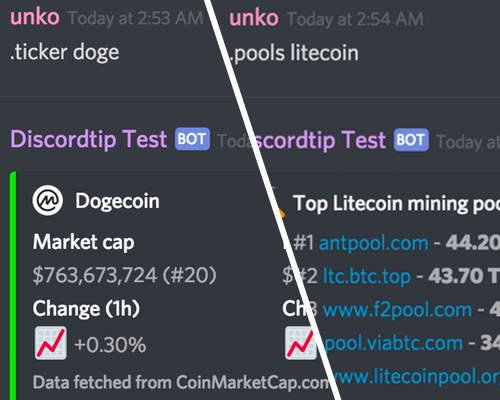 unko Today at 2:53 AM
.ticker doge
Discordtip Test BOT
Dogecoin
Market cap
$763,673,724 (#20)
Change (1h)
+0.30%
Data fetched from CoinMarketCap.com
unko Today at 2:54 AM
.pools litecoin
scordtip Test BOT Today at
Top Litecoin mining poo
#1 antpool.com - 44.20
#2 ltc.btc.top - 43.70 T
www.f2pool.com - 4
pool.viabtc.com - 34
www.litecoinpool.or